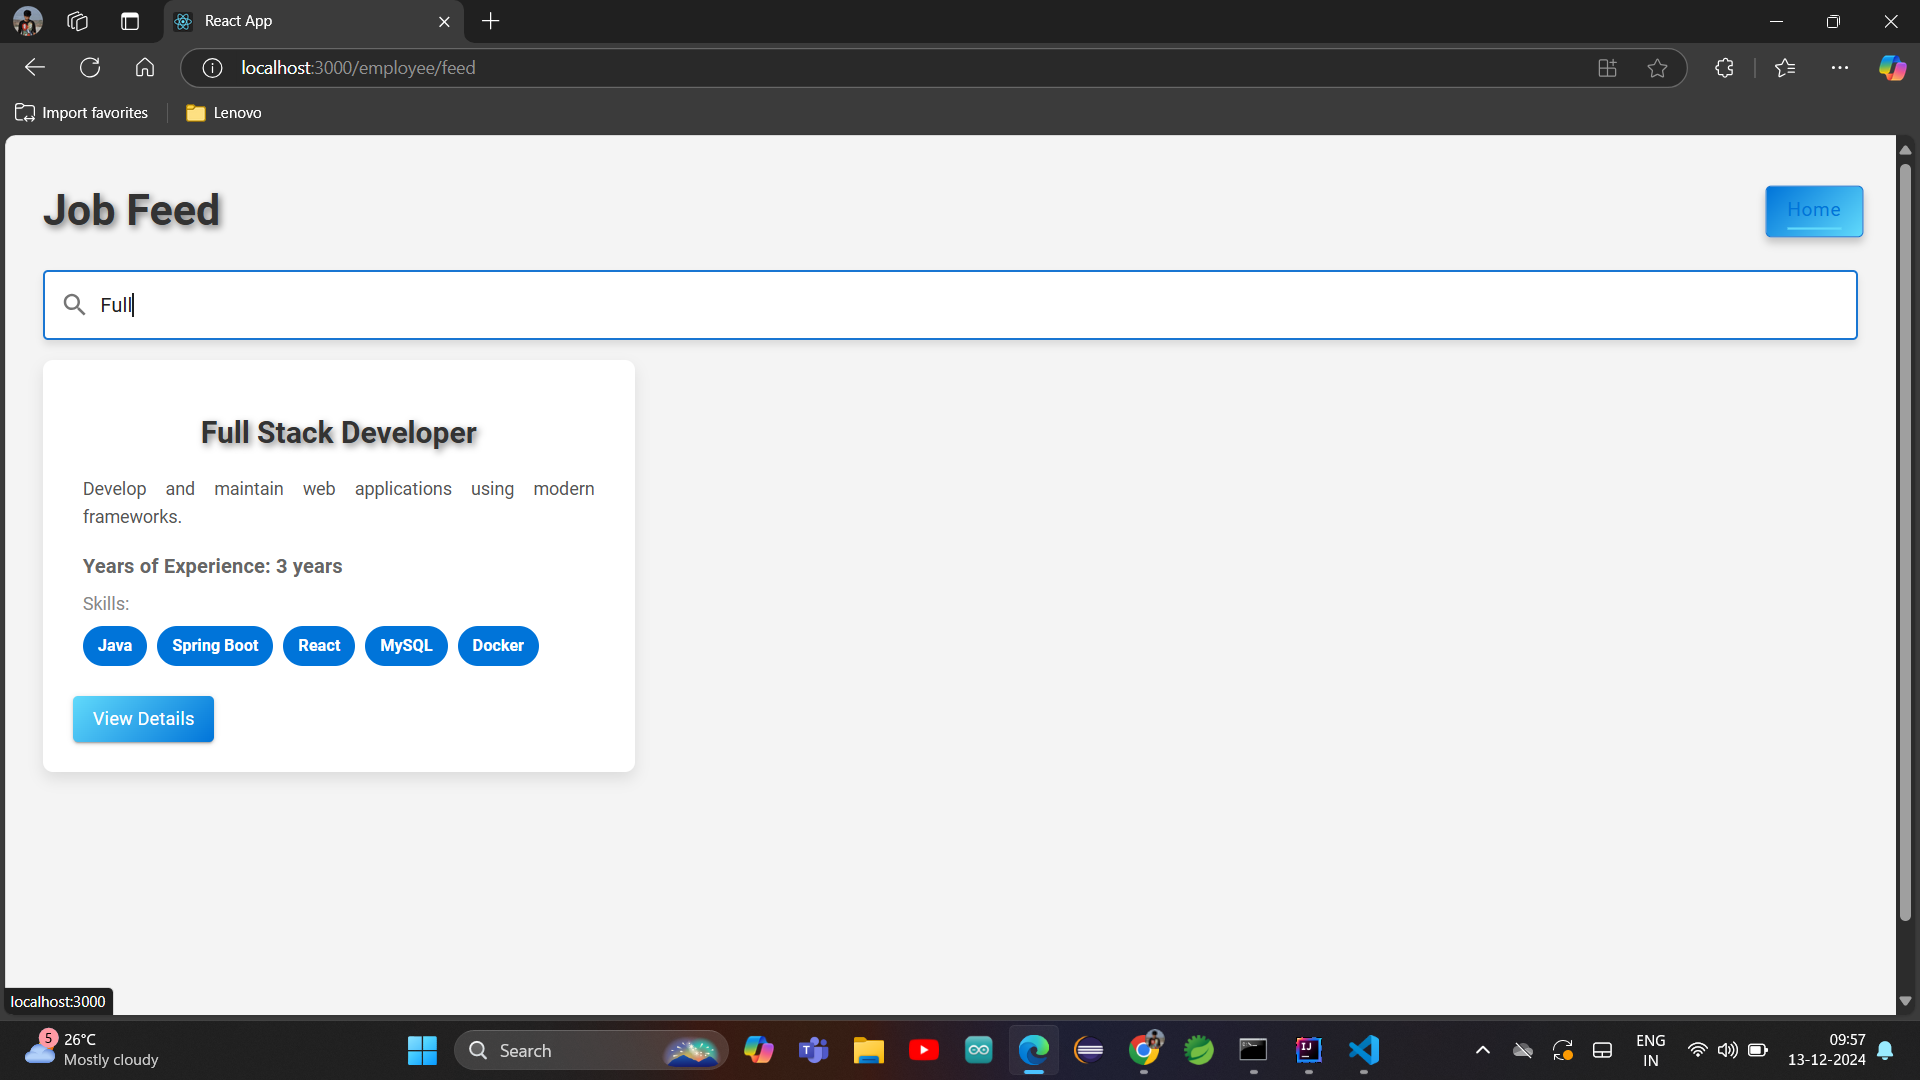 React App
localhost:3000/employee/feed
Import favorites
Lenovo
Job Feed
Home
Full
Full Stack Developer
Develop and maintain web applications using modern
frameworks.
Years of Experience: 3 years
Skills:
Java Spring Boot React MySQL Docker
View Details
localhost:3000
5
26°C
Mostly cloudy
Search
T
IJ
ENG
IN
09:57
13-12-2024